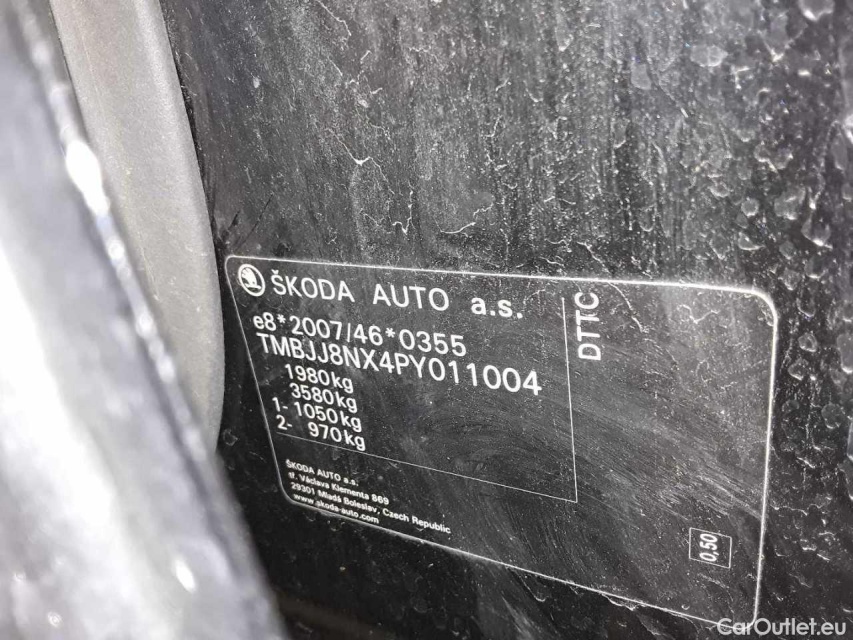 ŠKODA AUTO a.s.
e8*2007/46*0355
TMBJJ8NX4PY011004
1980kg
3580kg
1- 1050kg
2- 970kg
DTTC
ŠKODA AUTO a.s.
tř. Václava Klementa 869
29301 Mladá Boleslav, Czech Republic
www.skoda-auto.com
0.50
CarOutlet.eu